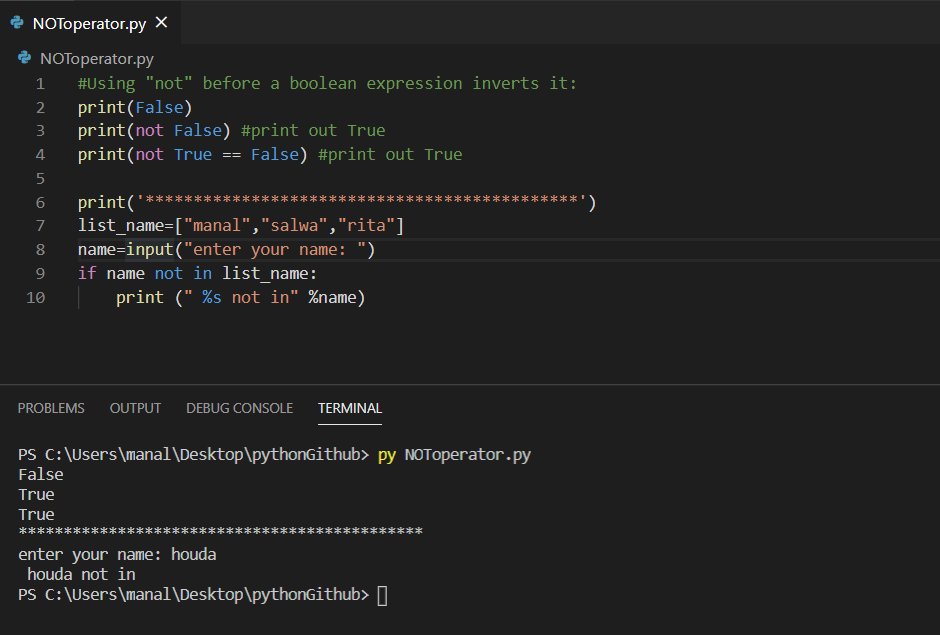 NOToperator.py ×
NOToperator.py
1 #Using "not" before a boolean expression inverts it:
2 print(False)
3 print(not False) #print out True
4 print(not True == False) #print out True
5
6 print('*********************************************')
7 list_name=["manal","salwa","rita"]
8 name=input("enter your name: ")
9 if name not in list_name:
10     print (" %s not in" %name)
PROBLEMS OUTPUT DEBUG CONSOLE TERMINAL
PS C:\Users\manal\Desktop\pythonGithub> py NOToperator.py
False
True
True
*********************************************
enter your name: houda
 houda not in
PS C:\Users\manal\Desktop\pythonGithub>